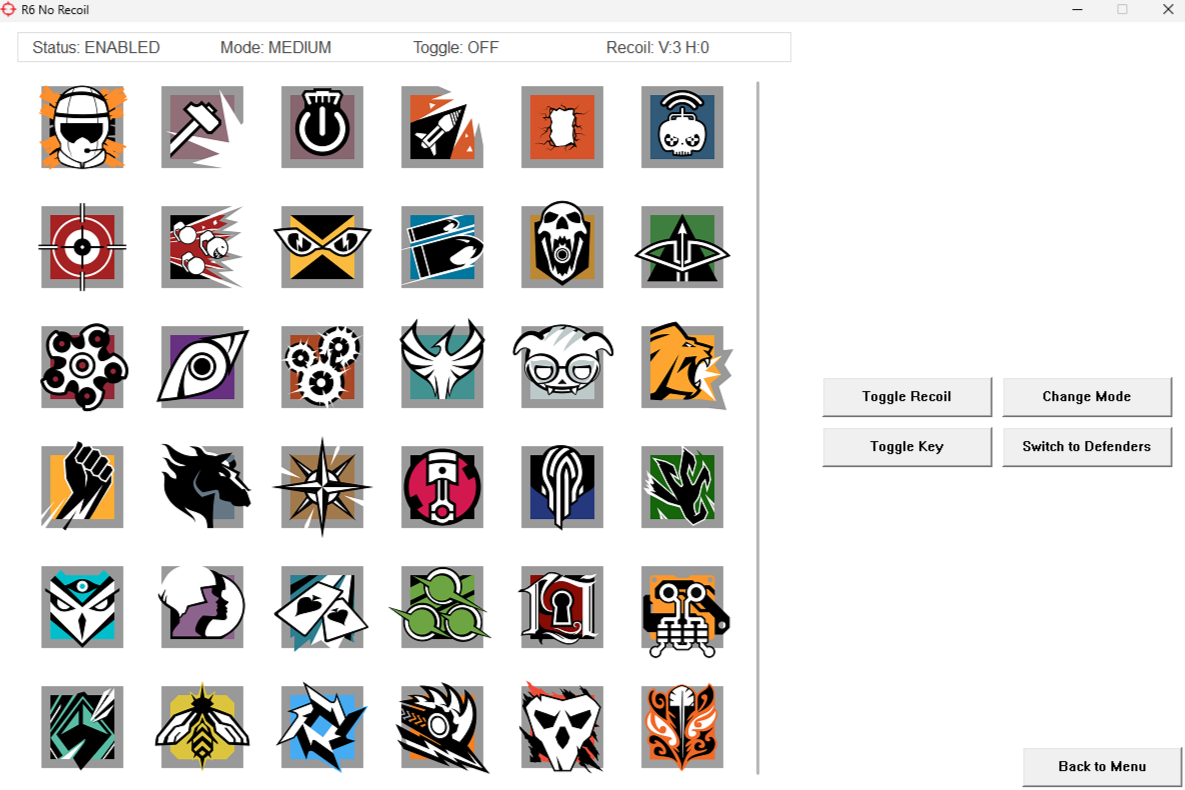 R6 No Recoil
Status: ENABLED Mode: MEDIUM Toggle: OFF Recoil: V:3 H:0
Toggle Recoil Change Mode
Toggle Key Switch to Defenders
Back to Menu